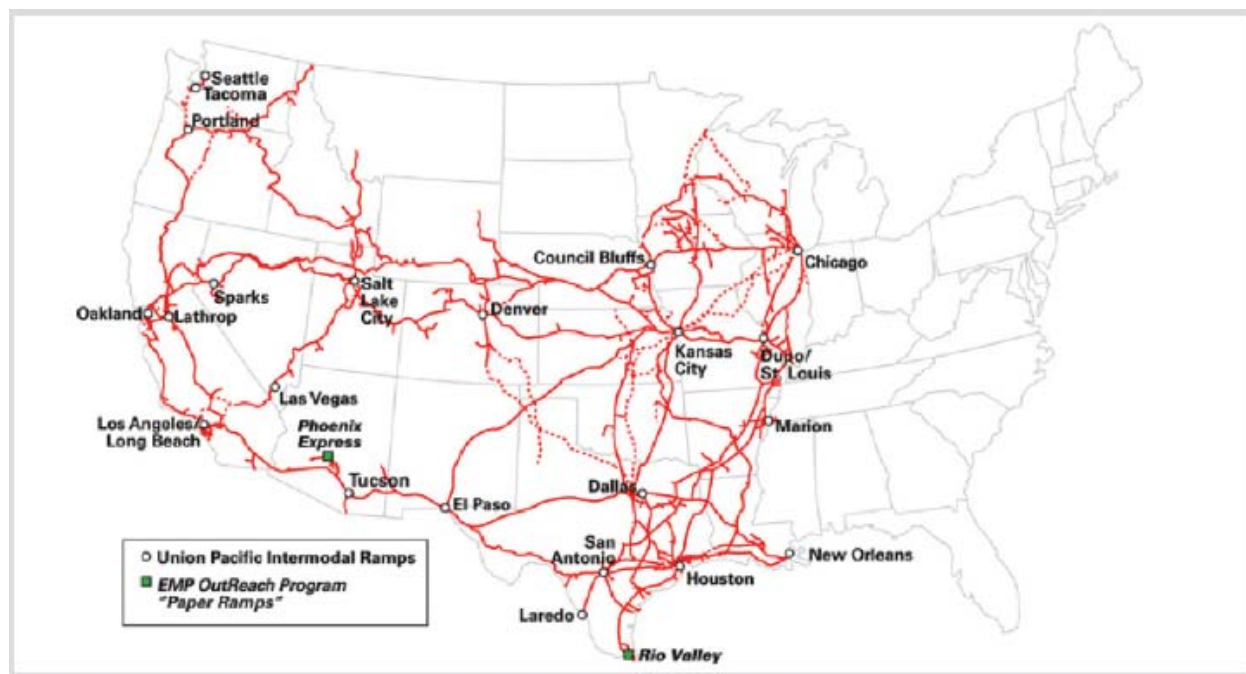 Seattle
Tacoma
Portland
Council Bluffs
Chicago
Sparks
Salt
Lake
City
Denver
Oakland
Lathrop
Kansas
City
Dupo/
St. Louis
Las Vegas
Los Angeles/
Long Beach
Phoenix
Express
Marion
Tucson
Dallas
El Paso
San
Antonio
New Orleans
Houston
Laredo
Rio Valley
Union Pacific Intermodal Ramps
EMP OutReach Program
"Paper Ramps"